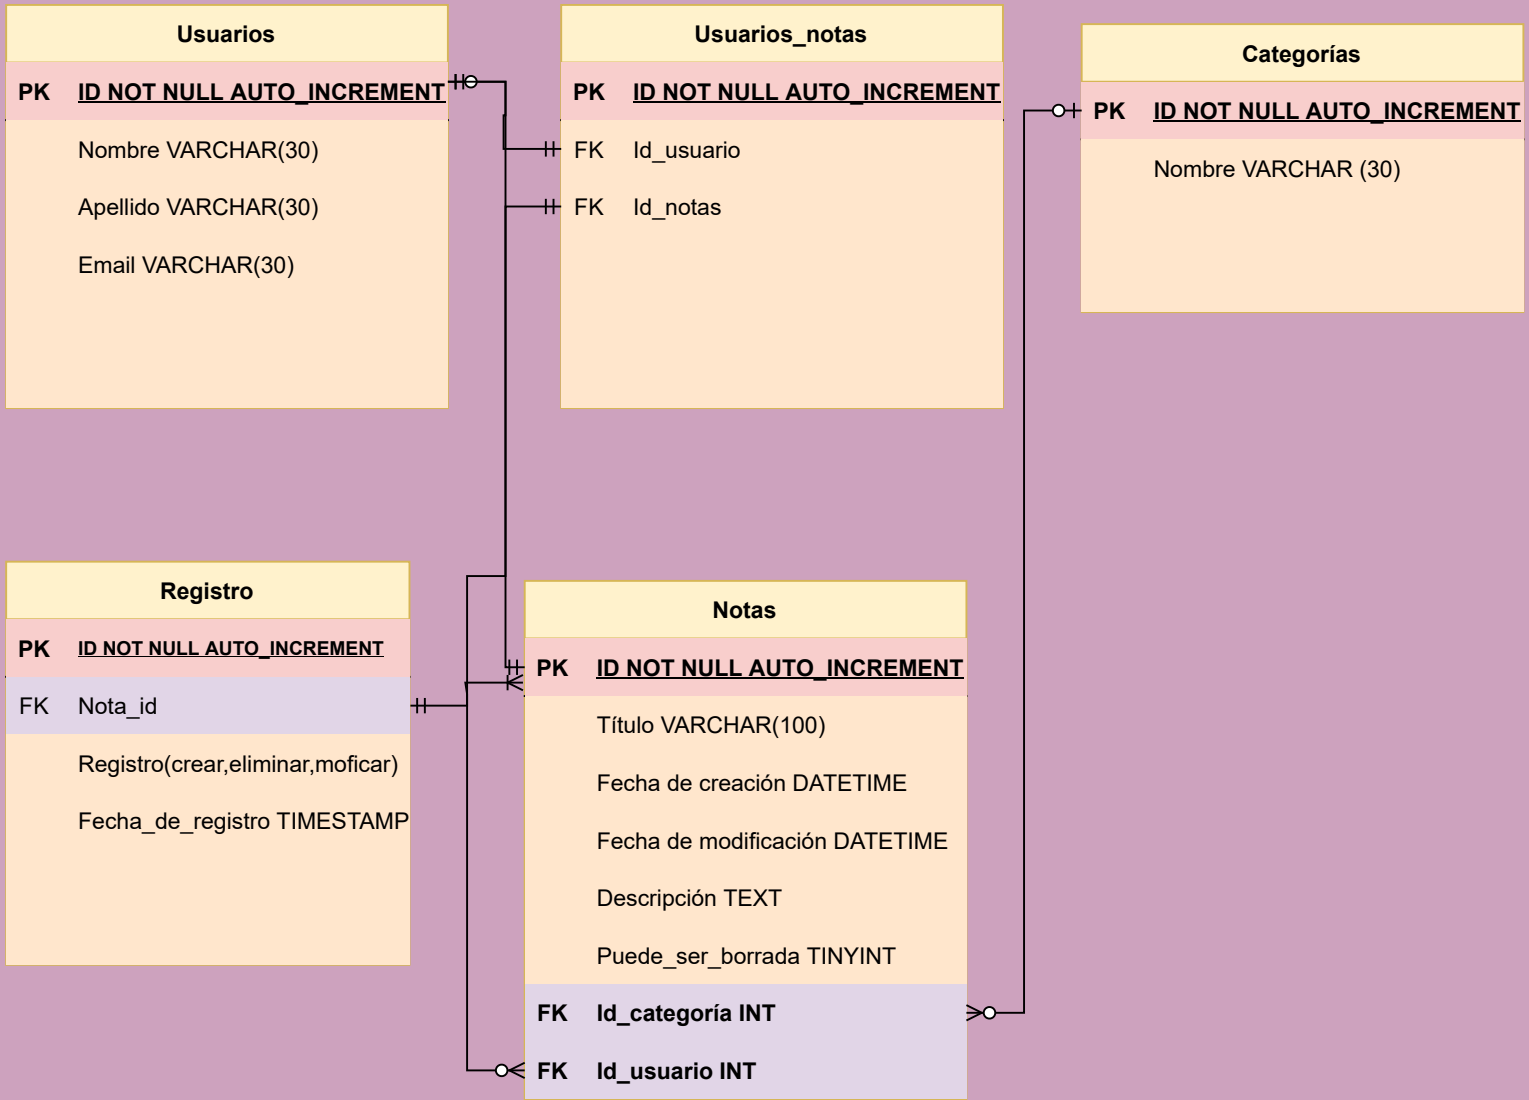 Usuarios
PK ID NOT NULL AUTO_INCREMENT
Nombre VARCHAR(30)
Apellido VARCHAR(30)
Email VARCHAR(30)
Usuarios_notas
PK ID NOT NULL AUTO_INCREMENT
FK Id_usuario
FK Id_notas
Categorías
PK ID NOT NULL AUTO_INCREMENT
Nombre VARCHAR (30)
Registro
PK ID NOT NULL AUTO_INCREMENT
FK Nota_id
Registro(crear,eliminar,moficar)
Fecha_de_registro TIMESTAMP
Notas
PK ID NOT NULL AUTO_INCREMENT
Título VARCHAR(100)
Fecha de creación DATETIME
Fecha de modificación DATETIME
Descripción TEXT
Puede_ser_borrada TINYINT
FK Id_categoría INT
FK Id_usuario INT